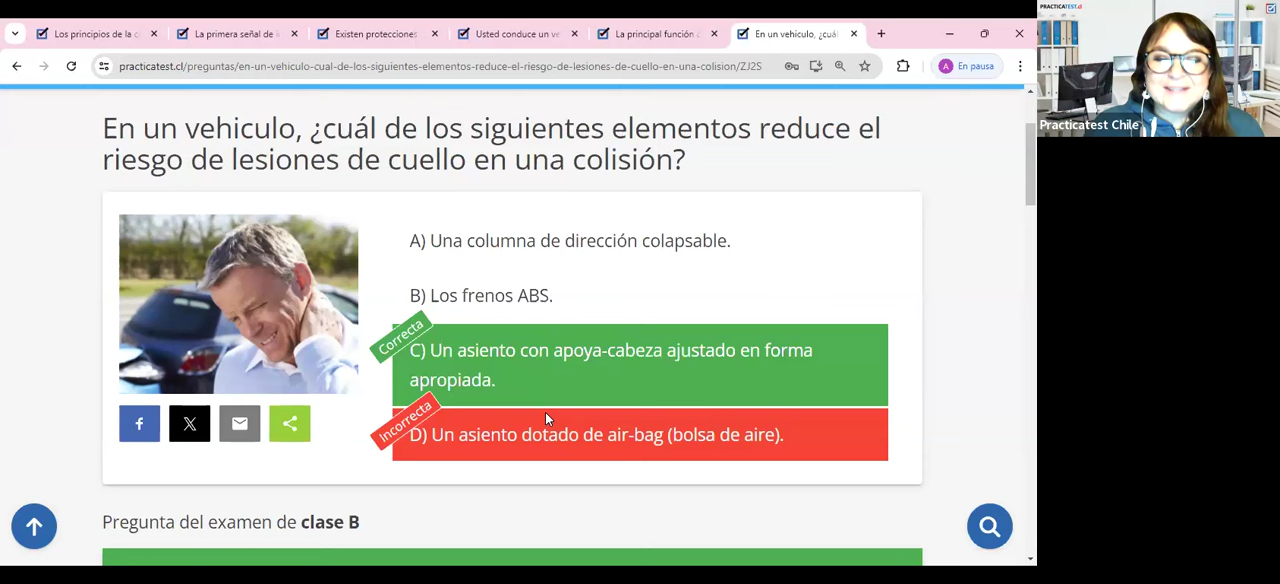 Los principios de la c
La primera señal de i
Existen protecciones
Usted conduce un ve
La principal función d
En un vehiculo, ¿cuál
practicatest.cl/preguntas/en-un-vehiculo-cual-de-los-siguientes-elementos-reduce-el-riesgo-de-lesiones-de-cuello-en-una-colision/ZJ2S
A
En pausa
PRACTICATEST.cl
Practicatest Chile
En un vehiculo, ¿cuál de los siguientes elementos reduce el
riesgo de lesiones de cuello en una colisión?
A) Una columna de dirección colapsable.
B) Los frenos ABS.
Correcta
C) Un asiento con apoya-cabeza ajustado en forma
apropiada.
Incorrecta
D) Un asiento dotado de air-bag (bolsa de aire).
Pregunta del examen de clase B